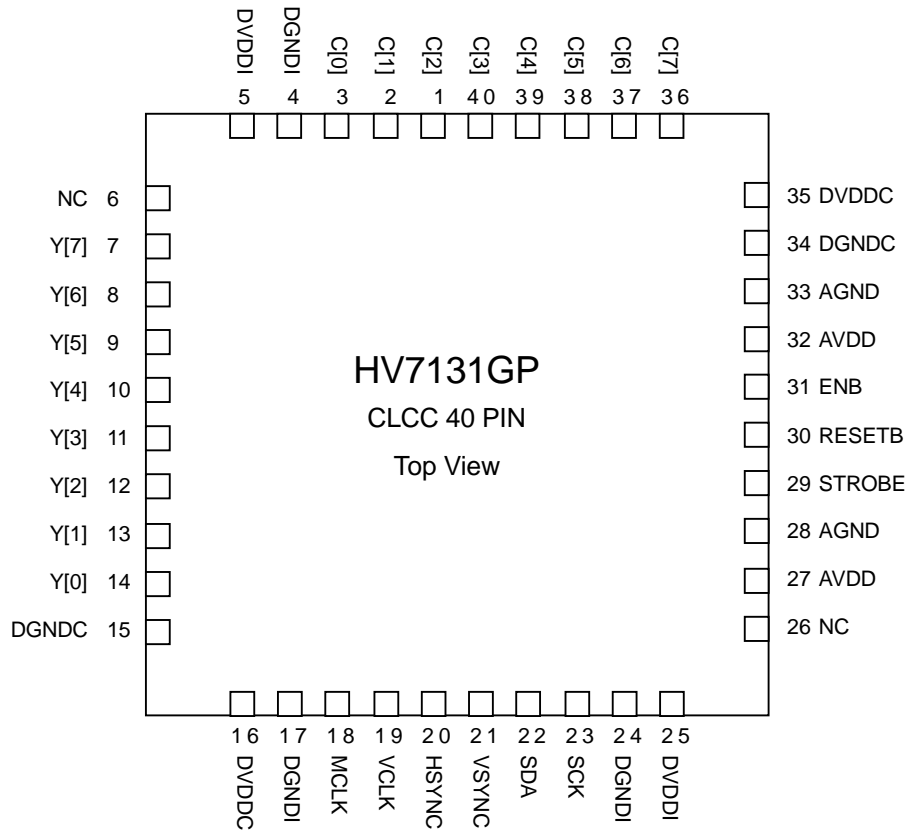 DVDDI DGNDI C[0] C[1] C[2] C[3] C[4] C[5] C[6] C[7]
5 4 3 2 1 40 39 38 37 36
NC 6
Y[7] 7
Y[6] 8
Y[5] 9
Y[4] 10
Y[3] 11
Y[2] 12
Y[1] 13
Y[0] 14
DGNDC 15
HV7131GP
CLCC 40 PIN
Top View
35 DVDDC
34 DGNDC
33 AGND
32 AVDD
31 ENB
30 RESETB
29 STROBE
28 AGND
27 AVDD
26 NC
16 17 18 19 20 21 22 23 24 25
DVDDC DGNDI MCLK VCLK HSYNC VSYNC SDA SCK DGNDI DVDDI